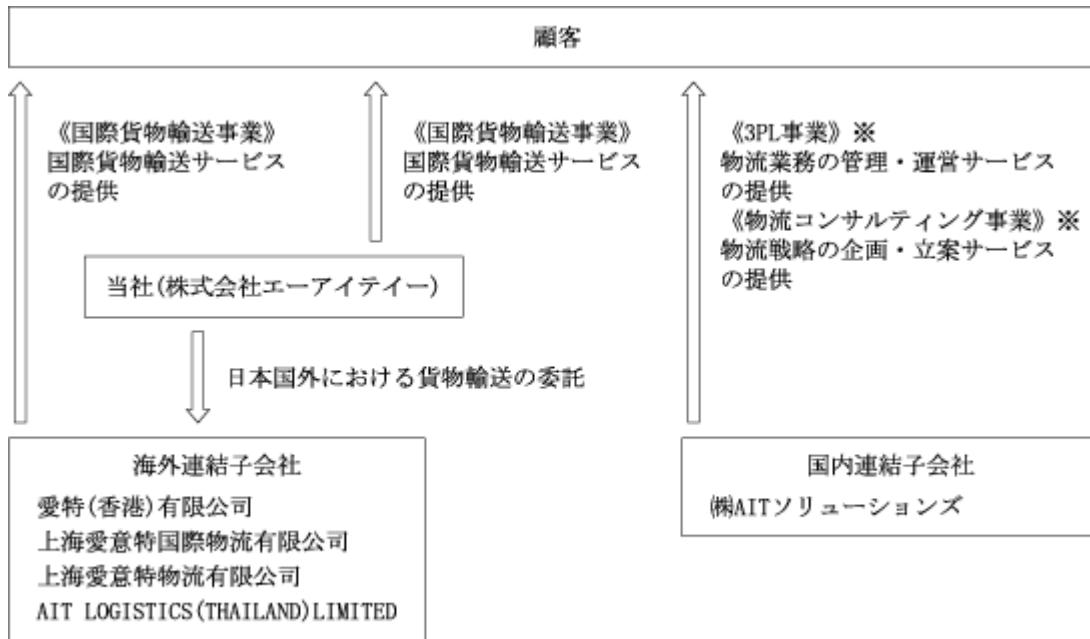 顧客
《国際貨物輸送事業》
国際貨物輸送サービス
の提供
《国際貨物輸送事業》
国際貨物輸送サービス
の提供
《3PL事業》※
物流業務の管理・運営サービス
の提供
《物流コンサルティング事業》※
物流戦略の企画・立案サービス
の提供
当社(株式会社エーアイテイー)
日本国外における貨物輸送の委託
海外連結子会社
愛特(香港)有限公司
上海愛意特国際物流有限公司
上海愛意特物流有限公司
AIT LOGISTICS(THAILAND)LIMITED
国内連結子会社
㈱AITソリューションズ